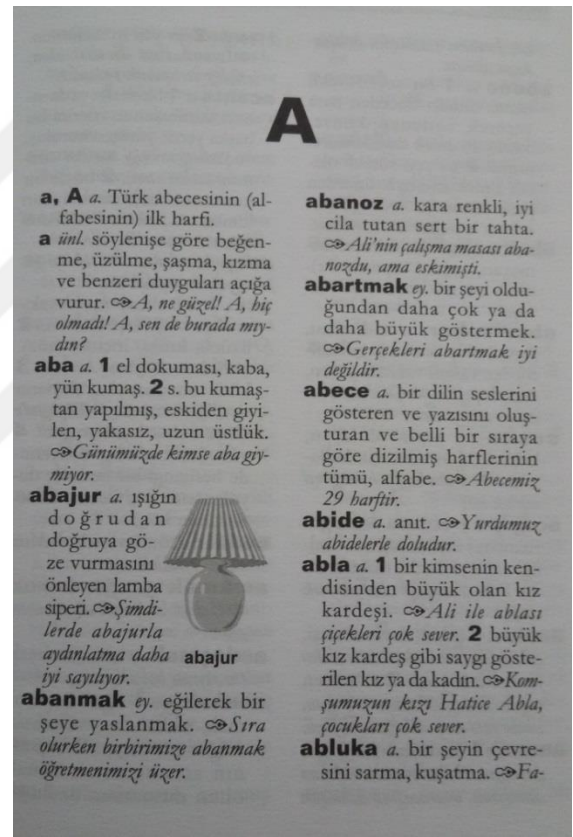 A
a, A a. Türk abecesinin (al-
fabesinin) ilk harfi.
a ünl. söylenişe göre beğen-
me, üzülme, şaşma, kızma
ve benzeri duyguları açığa
vurur. A, ne güzel! A, hiç
olmadı! A, sen de burada mıy-
dın?
aba a. 1 el dokuması, kaba,
yün kumaş. 2 s. bu kumaş-
tan yapılmış, eskiden giyi-
len, yakasız, uzun üstlük.
Günümüzde kimse aba giy-
miyor.
abajur a. ışığın
doğrudan
doğruya gö-
ze vurmasını
önleyen lamba
siperi. Şimdi-
lerde abajurla
aydınlatma daha
iyi sayılıyor.
abajur
abanmak ey. eğilerek bir
şeye yaslanmak. Sıra
olurken birbirimize abanmak
öğretmenimizi üzer.
abanoz a. kara renkli, iyi
cila tutan sert bir tahta.
Ali'nin çalışma masası aba-
nozdu, ama eskimişti.
abartmak ey. bir şeyi oldu-
ğundan daha çok ya da
daha büyük göstermek.
Gerçekleri abartmak iyi
değildir.
abece a. bir dilin seslerini
gösteren ve yazısını oluş-
turan ve belli bir sıraya
göre dizilmiş harflerinin
tümü, alfabe. Abecemiz
29 harftir.
abide a. anıt. Yurdumuz
abidelerle doludur.
abla a. 1 bir kimsenin ken-
disinden büyük olan kız
kardeşi. Ali ile ablası
çiçekleri çok sever. 2 büyük
kız kardeş gibi saygı göste-
rilen kız ya da kadın. Kom-
şumuzun kızı Hatice Abla,
çocukları çok sever.
abluka a. bir şeyin çevre-
sini sarma, kuşatma. Fa-